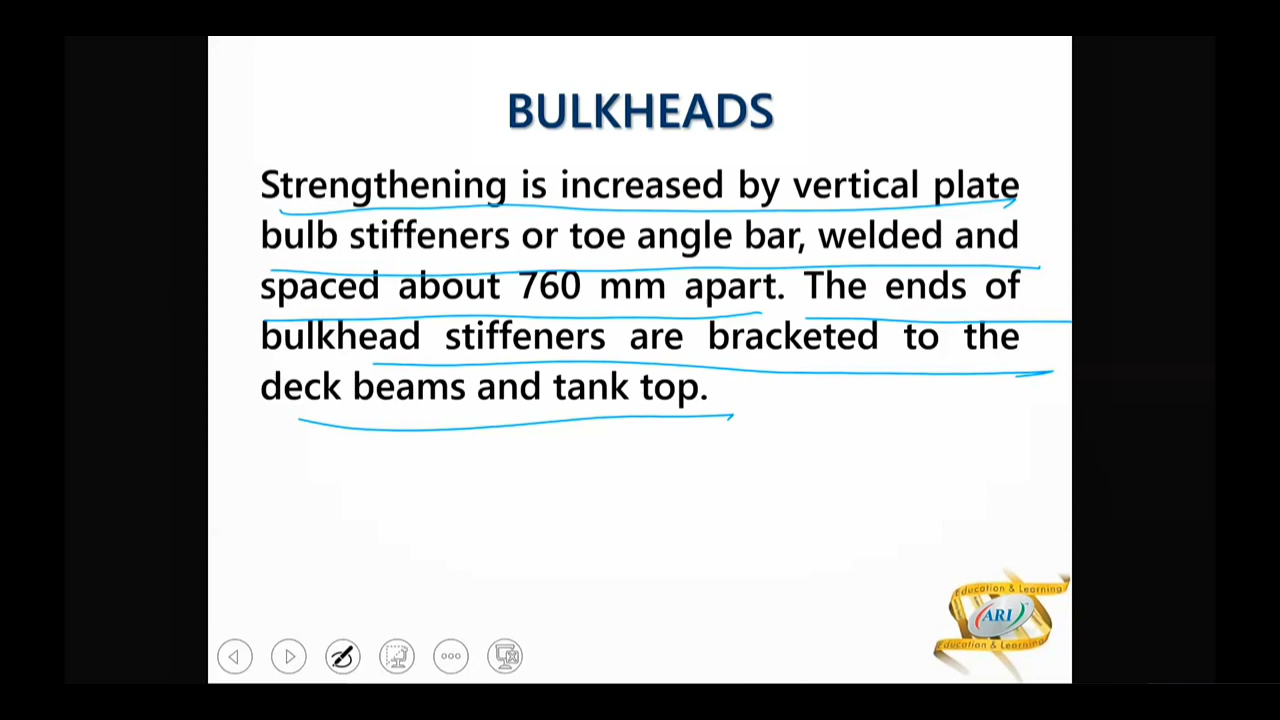 BULKHEADS
Strengthening is increased by vertical plate
bulb stiffeners or toe angle bar, welded and
spaced about 760 mm apart. The ends of
bulkhead stiffeners are bracketed to the
deck beams and tank top.
Education & Learning
ARI
Education & Learning